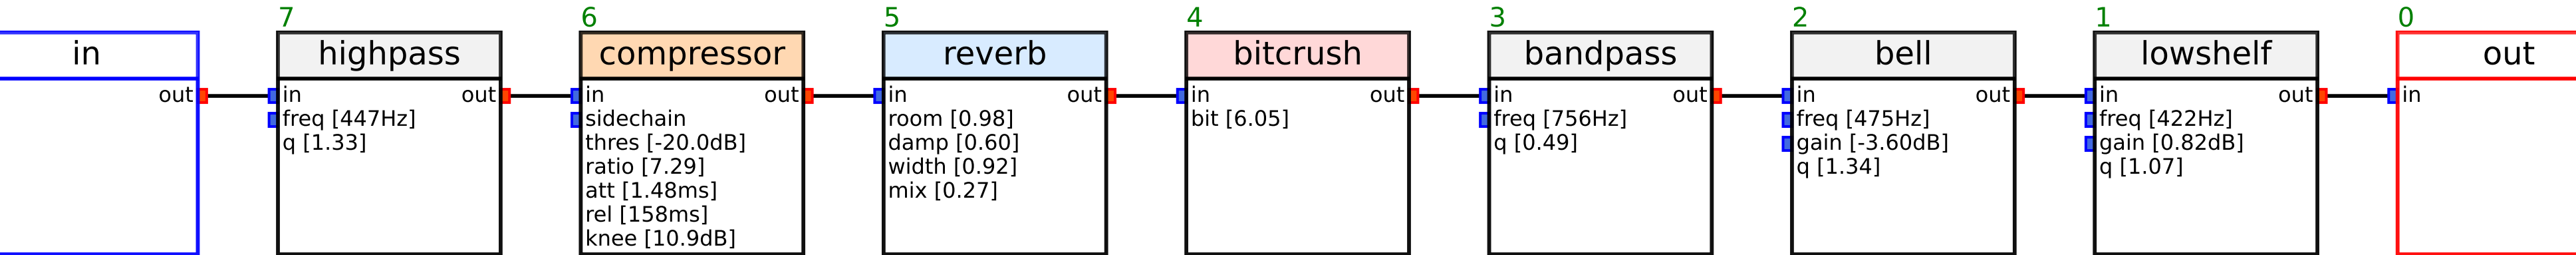 7
6
5
4
3
2
1
0
in
highpass
compressor
reverb
bitcrush
bandpass
bell
lowshelf
out
out
in
out
freq [447Hz]
q [1.33]
in
out
sidechain
thres [-20.0dB]
ratio [7.29]
att [1.48ms]
rel [158ms]
knee [10.9dB]
in
out
room [0.98]
damp [0.60]
width [0.92]
mix [0.27]
in
out
bit [6.05]
in
out
freq [756Hz]
q [0.49]
in
out
freq [475Hz]
gain [-3.60dB]
q [1.34]
in
out
freq [422Hz]
gain [0.82dB]
q [1.07]
in